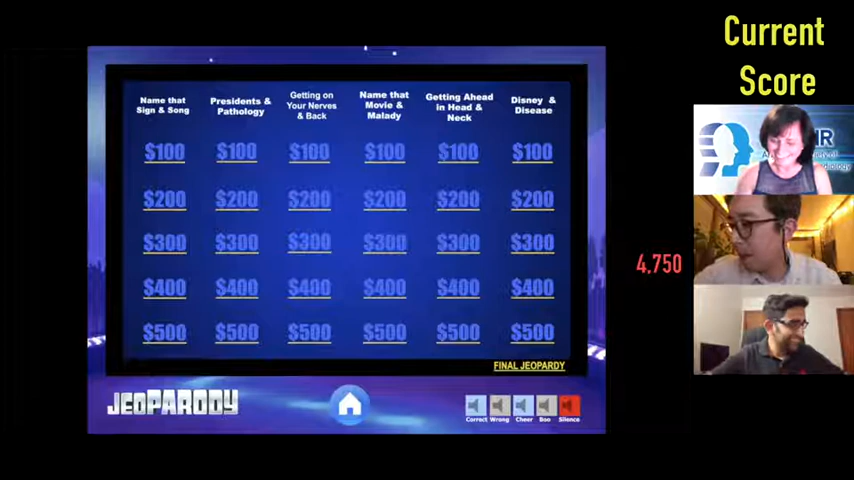 Current
Score
Name that
Sign & Song
Presidents &
Pathology
Getting on
Your Nerves
& Back
Name that
Movie &
Malady
Getting Ahead
in Head &
Neck
Disney &
Disease
$100 $100 $100 $100 $100 $100
$200 $200 $200 $200 $200 $200
$300 $300 $300 $300 $300 $300
$400 $400 $400 $400 $400 $400
$500 $500 $500 $500 $500 $500
FINAL JEOPARDY
JEOPARODY
Correct Wrong Cheer Boo Silence
4,750